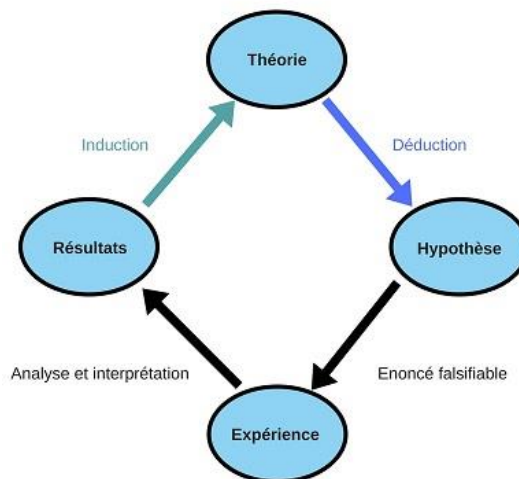 Théorie
Induction
Déduction
Résultats
Hypothèse
Analyse et interprétation
Enoncé falsifiable
Expérience